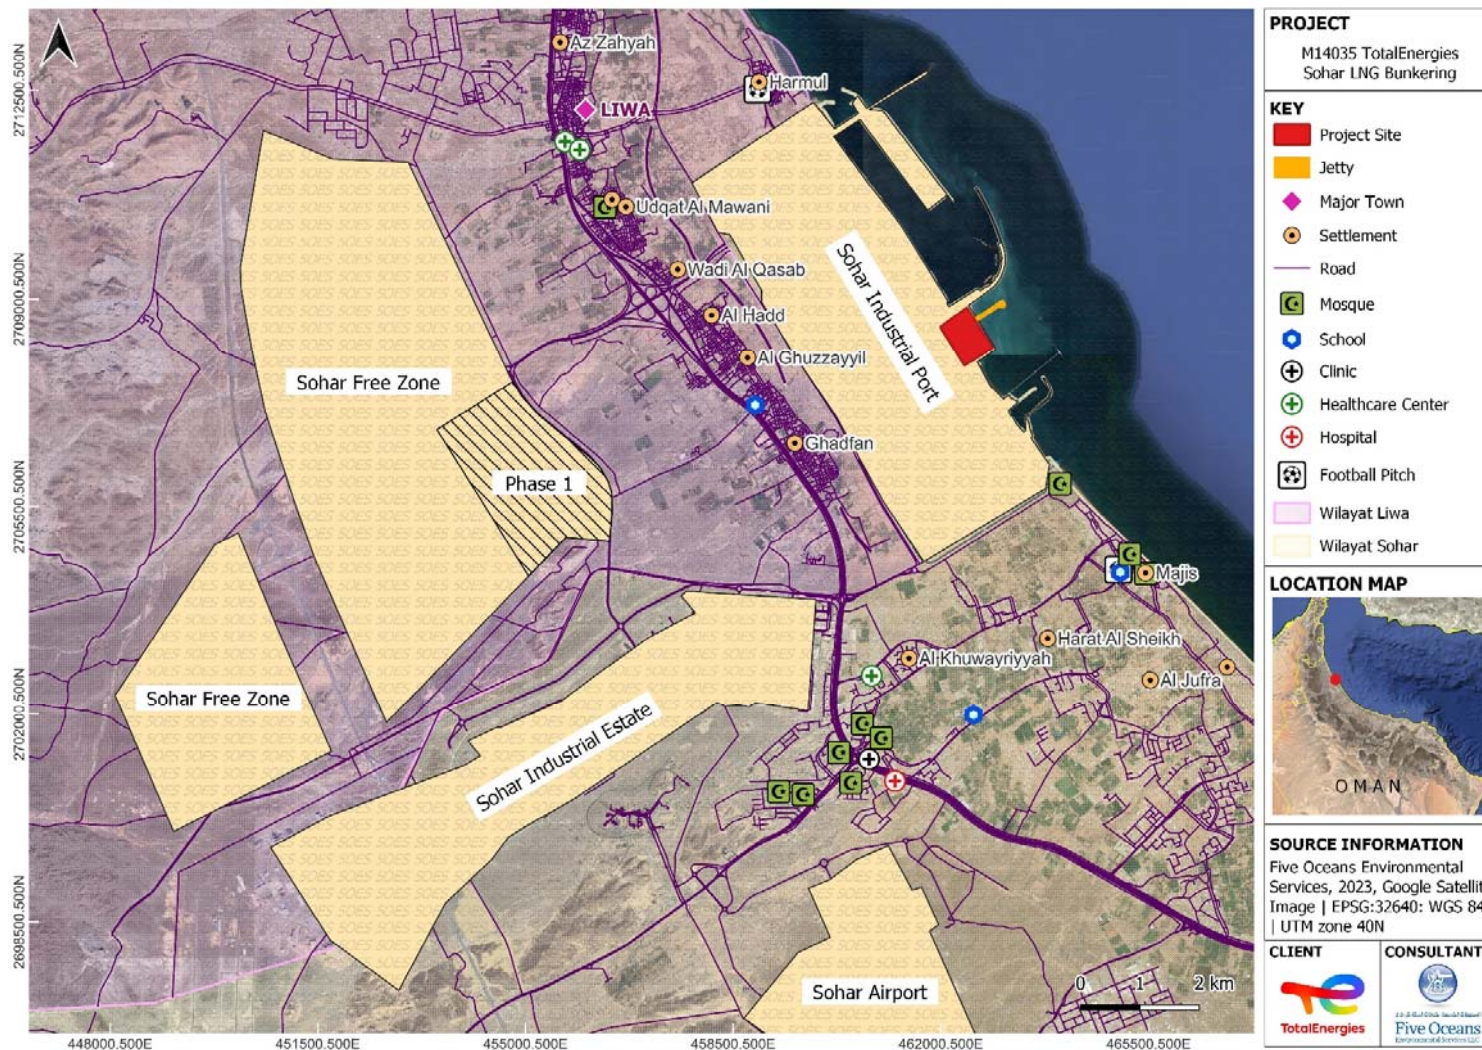 Az Zahyah
Harmul
LIWA
Udqat Al Mawani
Wadi Al Qasab
Al Hadd
Al Ghuzzayyil
Ghadfan
Sohar Industrial Port
Sohar Free Zone
Phase 1
Sohar Free Zone
Sohar Industrial Estate
Majis
Harat Al Sheikh
Al Khuwayriyyah
Al Jufra
Sohar Airport
0 1 2 km
2712500.500N
2709000.500N
2705500.500N
2702000.500N
2698500.500N
448000.500E 451500.500E 455000.500E 458500.500E 462000.500E 465500.500E
PROJECT
M14035 TotalEnergies
Sohar LNG Bunkering
KEY
Project Site
Jetty
Major Town
Settlement
Road
Mosque
School
Clinic
Healthcare Center
Hospital
Football Pitch
Wilayat Liwa
Wilayat Sohar
LOCATION MAP
OMAN
SOURCE INFORMATION
Five Oceans Environmental
Services, 2023, Google Satellit
Image | EPSG:32640: WGS 84
| UTM zone 40N
CLIENT
TotalEnergies
CONSULTANT
Five Oceans
Environmental Services LLC